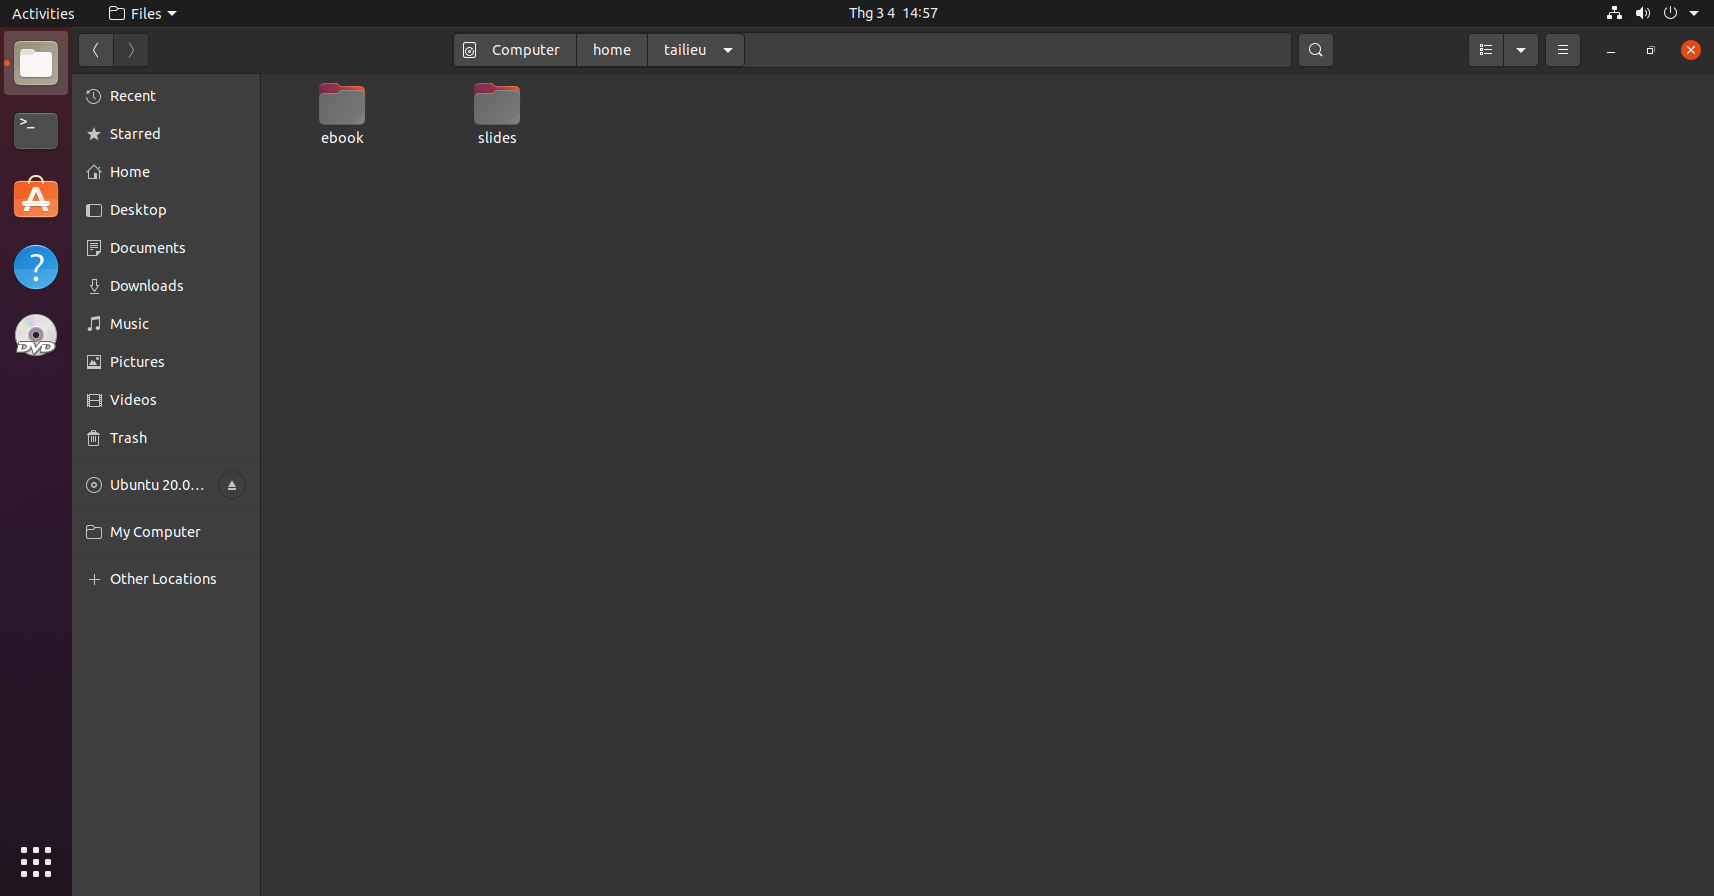 Activities
Files
Thg 3 4 14:57
Computer
home
tailieu
Recent
Starred
Home
Desktop
Documents
Downloads
Music
Pictures
Videos
Trash
Ubuntu 20.0…
My Computer
Other Locations
ebook
slides
>_
?
DVD